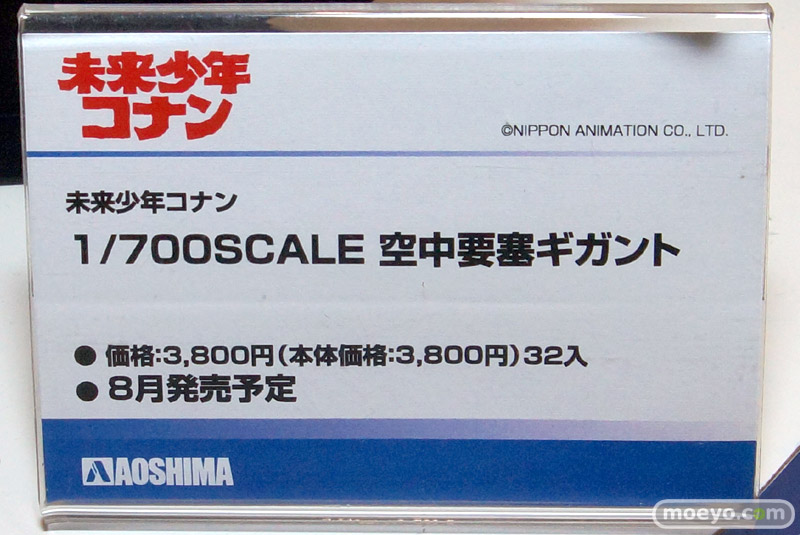 未来少年
コナン
©NIPPON ANIMATION CO., LTD.
未来少年コナン
1/700SCALE 空中要塞ギガント
● 価格:3,800円(本体価格:3,800円)32入
● 8月発売予定
AOSHIMA
moeyo.com